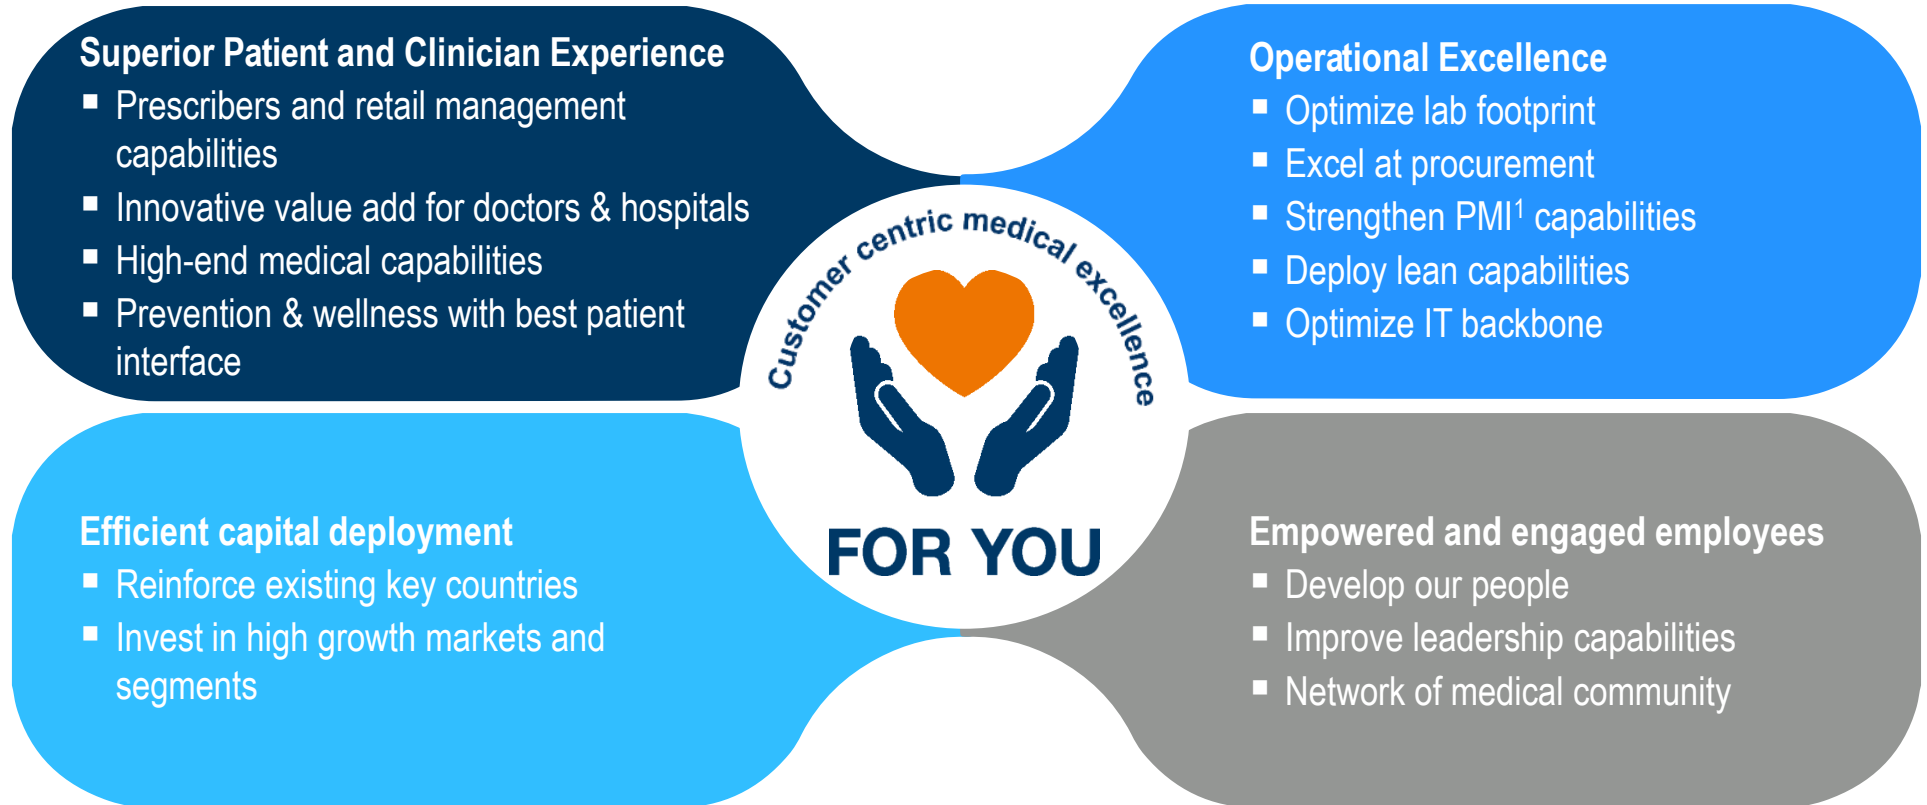 Superior Patient and Clinician Experience
▪ Prescribers and retail management
capabilities
▪ Innovative value add for doctors & hospitals
▪ High-end medical capabilities
▪ Prevention & wellness with best patient
interface
Operational Excellence
▪ Optimize lab footprint
▪ Excel at procurement
▪ Strengthen PMI¹ capabilities
▪ Deploy lean capabilities
▪ Optimize IT backbone
Customer centric medical excellence
FOR YOU
Efficient capital deployment
▪ Reinforce existing key countries
▪ Invest in high growth markets and
segments
Empowered and engaged employees
▪ Develop our people
▪ Improve leadership capabilities
▪ Network of medical community